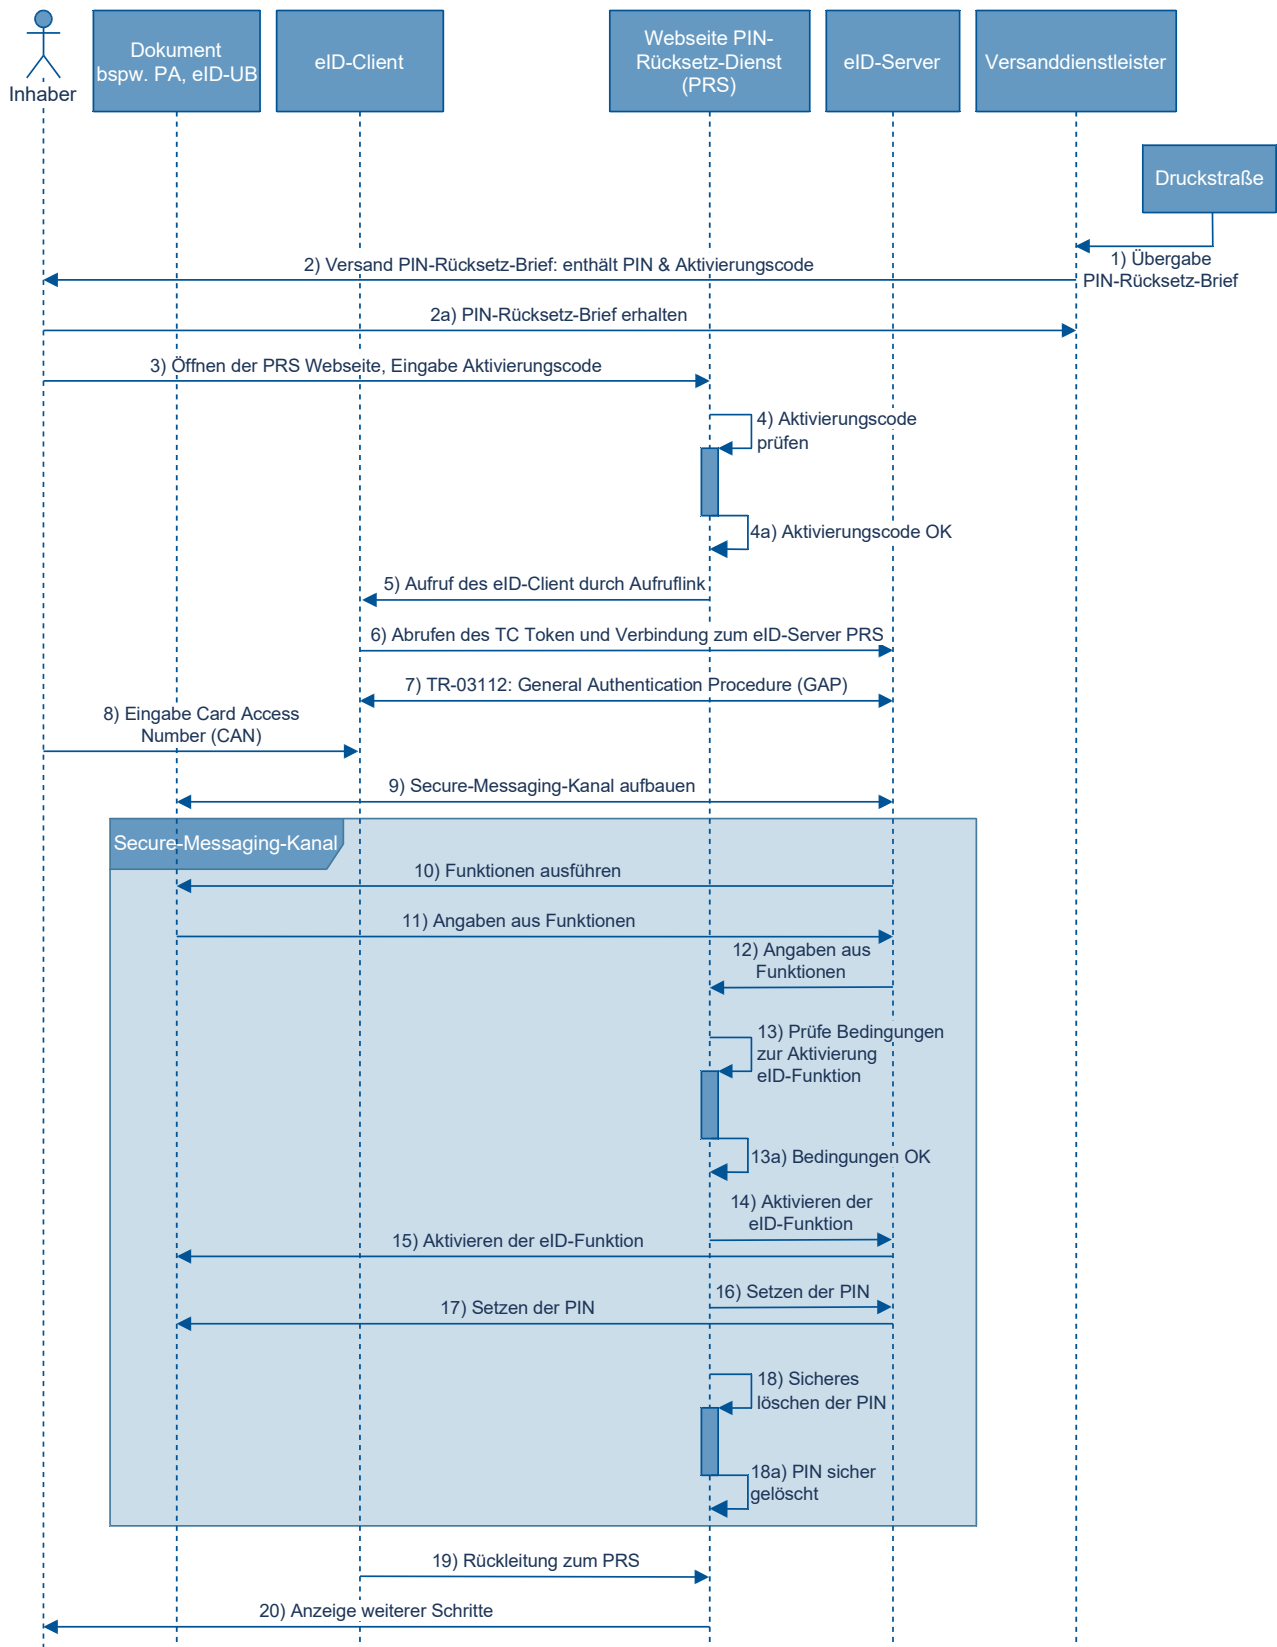 Inhaber
Dokument
bspw. PA, eID-UB
eID-Client
Webseite PIN-
Rücksetz-Dienst
(PRS)
eID-Server
Versanddienstleister
Druckstraße
1) Übergabe
PIN-Rücksetz-Brief
2) Versand PIN-Rücksetz-Brief: enthält PIN & Aktivierungscode
2a) PIN-Rücksetz-Brief erhalten
3) Öffnen der PRS Webseite, Eingabe Aktivierungscode
4) Aktivierungscode
prüfen
4a) Aktivierungscode OK
5) Aufruf des eID-Client durch Aufruflink
6) Abrufen des TC Token und Verbindung zum eID-Server PRS
7) TR-03112: General Authentication Procedure (GAP)
8) Eingabe Card Access
Number (CAN)
9) Secure-Messaging-Kanal aufbauen
Secure-Messaging-Kanal
10) Funktionen ausführen
11) Angaben aus Funktionen
12) Angaben aus
Funktionen
13) Prüfe Bedingungen
zur Aktivierung
eID-Funktion
13a) Bedingungen OK
14) Aktivieren der
eID-Funktion
15) Aktivieren der eID-Funktion
16) Setzen der PIN
17) Setzen der PIN
18) Sicheres
löschen der PIN
18a) PIN sicher
gelöscht
19) Rückleitung zum PRS
20) Anzeige weiterer Schritte